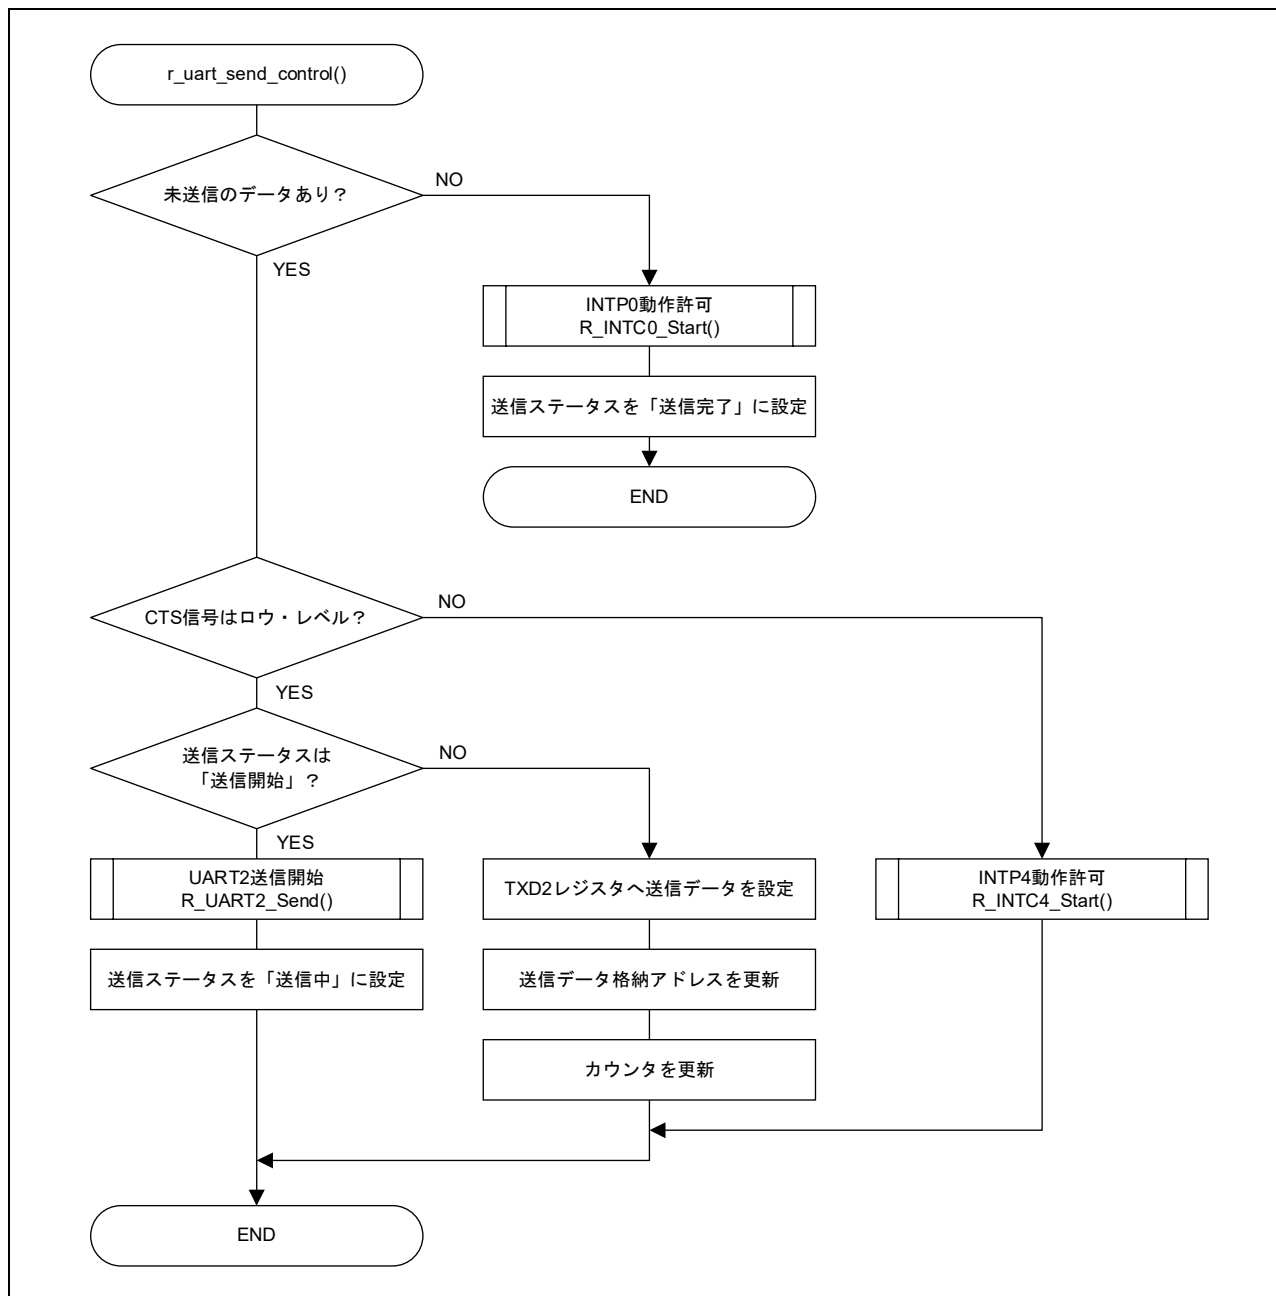 r_uart_send_control()
未送信のデータあり？
NO
YES
INTP0動作許可
R_INTC0_Start()
送信ステータスを「送信完了」に設定
END
CTS信号はロウ・レベル？
NO
YES
送信ステータスは
「送信開始」？
NO
YES
UART2送信開始
R_UART2_Send()
TXD2レジスタへ送信データを設定
INTP4動作許可
R_INTC4_Start()
送信ステータスを「送信中」に設定
送信データ格納アドレスを更新
カウンタを更新
END